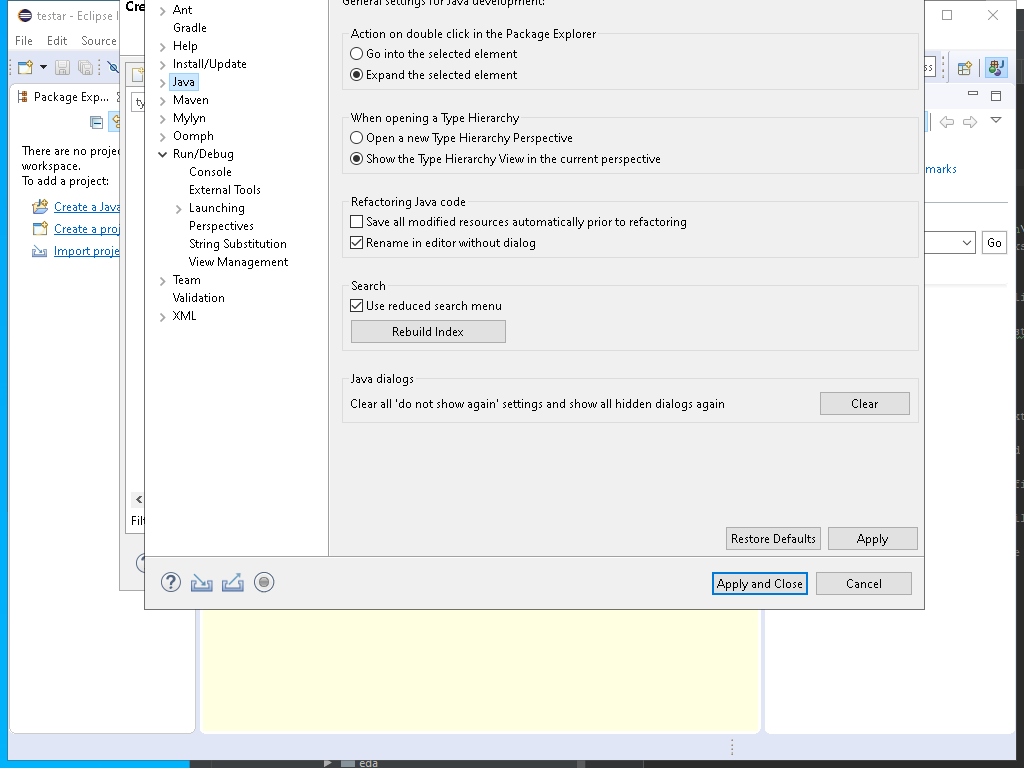 testar - Eclipse I
File Edit Source
Package Exp...
There are no proje
workspace.
To add a project:
Create a Java
Create a proj
Import proje
Cre
ty
Filt
Ant
Gradle
Help
Install/Update
Java
Maven
Mylyn
Oomph
Run/Debug
Console
External Tools
Launching
Perspectives
String Substitution
View Management
Team
Validation
XML
General settings for Java development:
Action on double click in the Package Explorer
Go into the selected element
Expand the selected element
When opening a Type Hierarchy
Open a new Type Hierarchy Perspective
Show the Type Hierarchy View in the current perspective
Refactoring Java code
Save all modified resources automatically prior to refactoring
Rename in editor without dialog
Search
Use reduced search menu
Rebuild Index
Java dialogs
Clear all 'do not show again' settings and show all hidden dialogs again
Clear
Restore Defaults
Apply
Apply and Close
Cancel
ss
marks
Go
eda